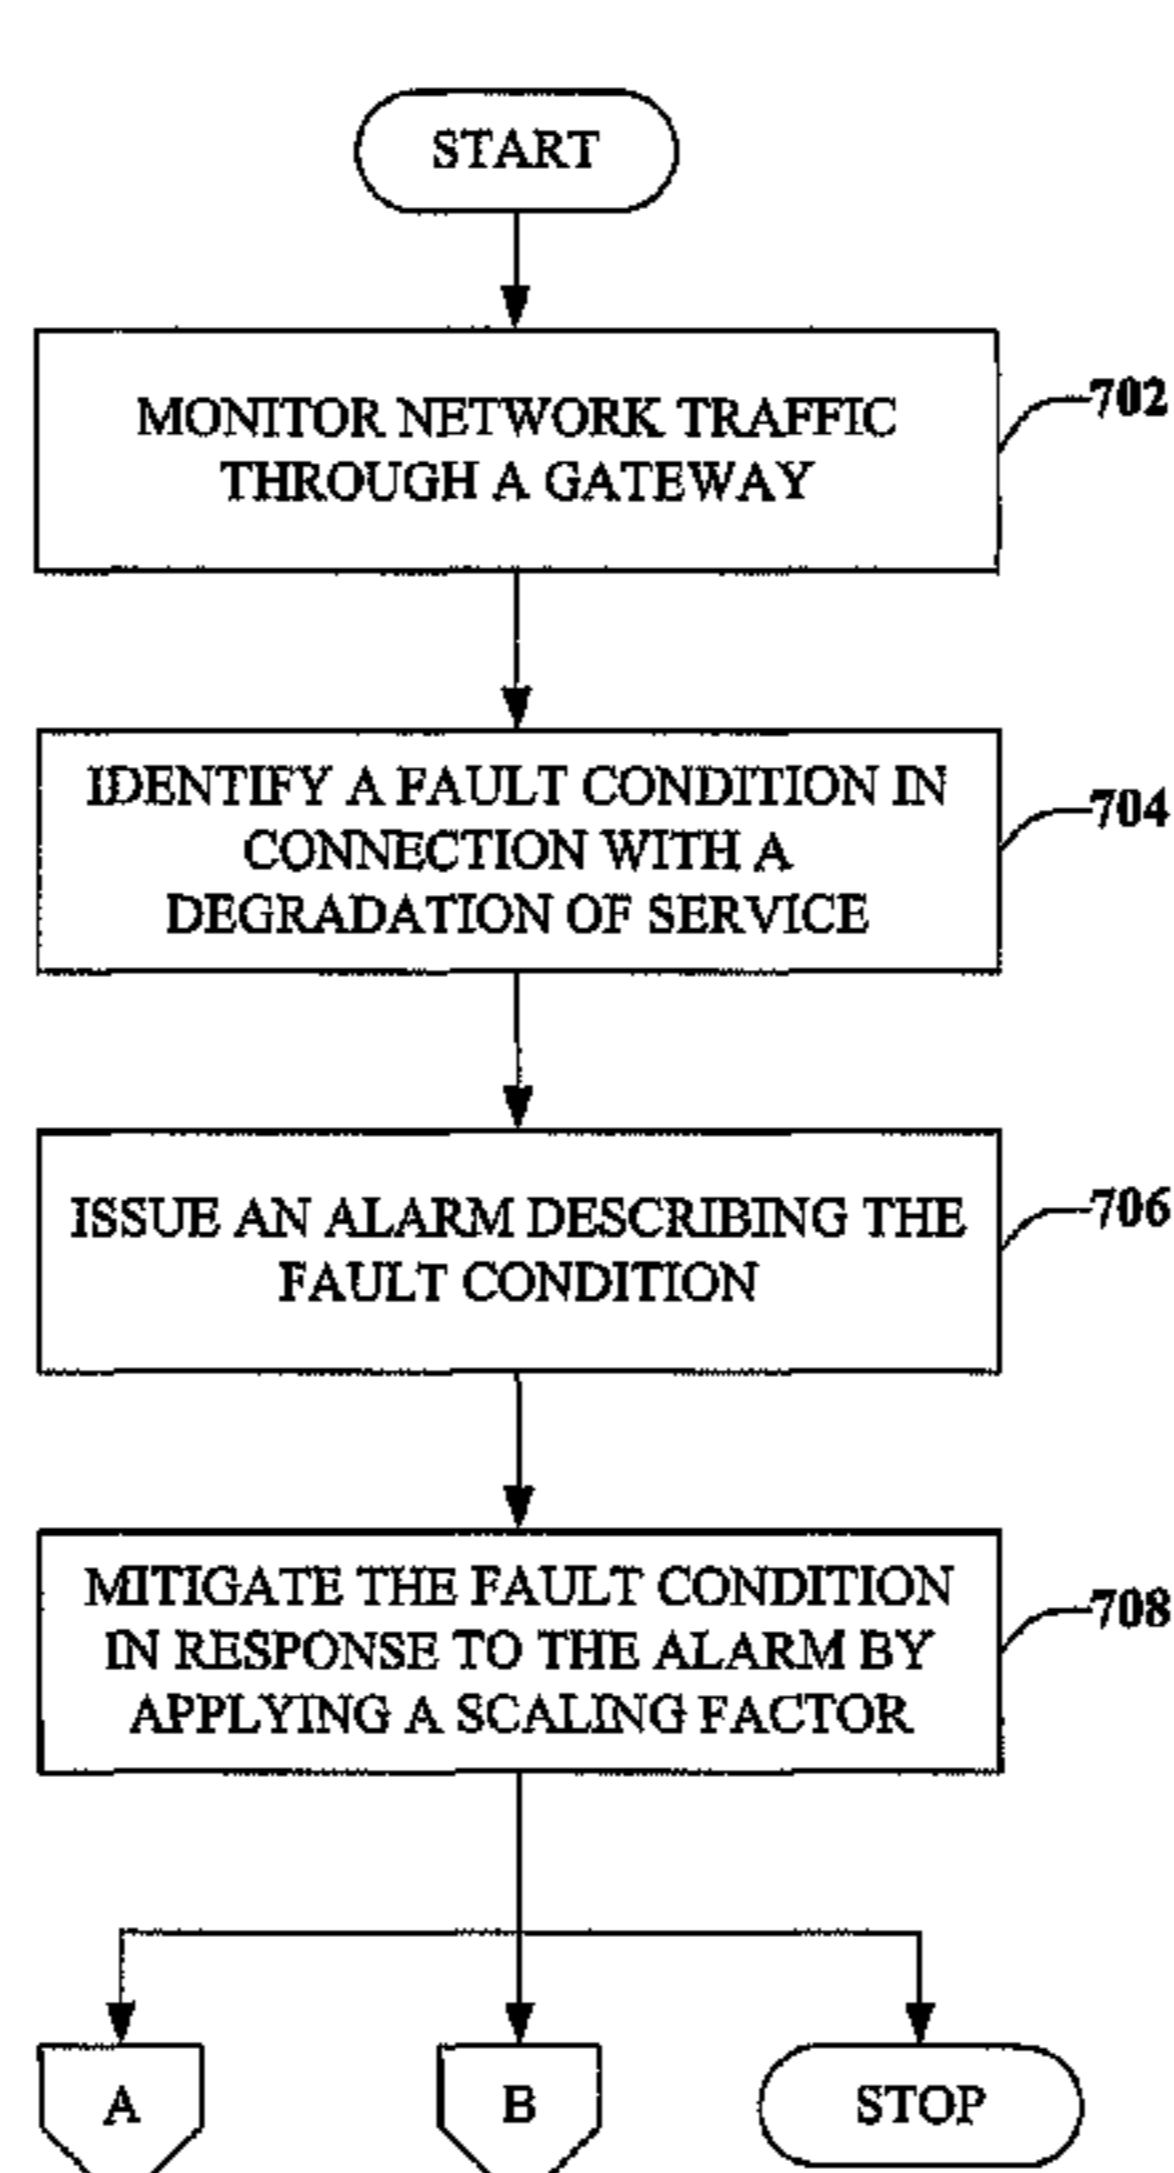 START
MONITOR NETWORK TRAFFIC
THROUGH A GATEWAY
702
IDENTIFY A FAULT CONDITION IN
CONNECTION WITH A
DEGRADATION OF SERVICE
704
ISSUE AN ALARM DESCRIBING THE
FAULT CONDITION
706
MITIGATE THE FAULT CONDITION
IN RESPONSE TO THE ALARM BY
APPLYING A SCALING FACTOR
708
A
B
STOP